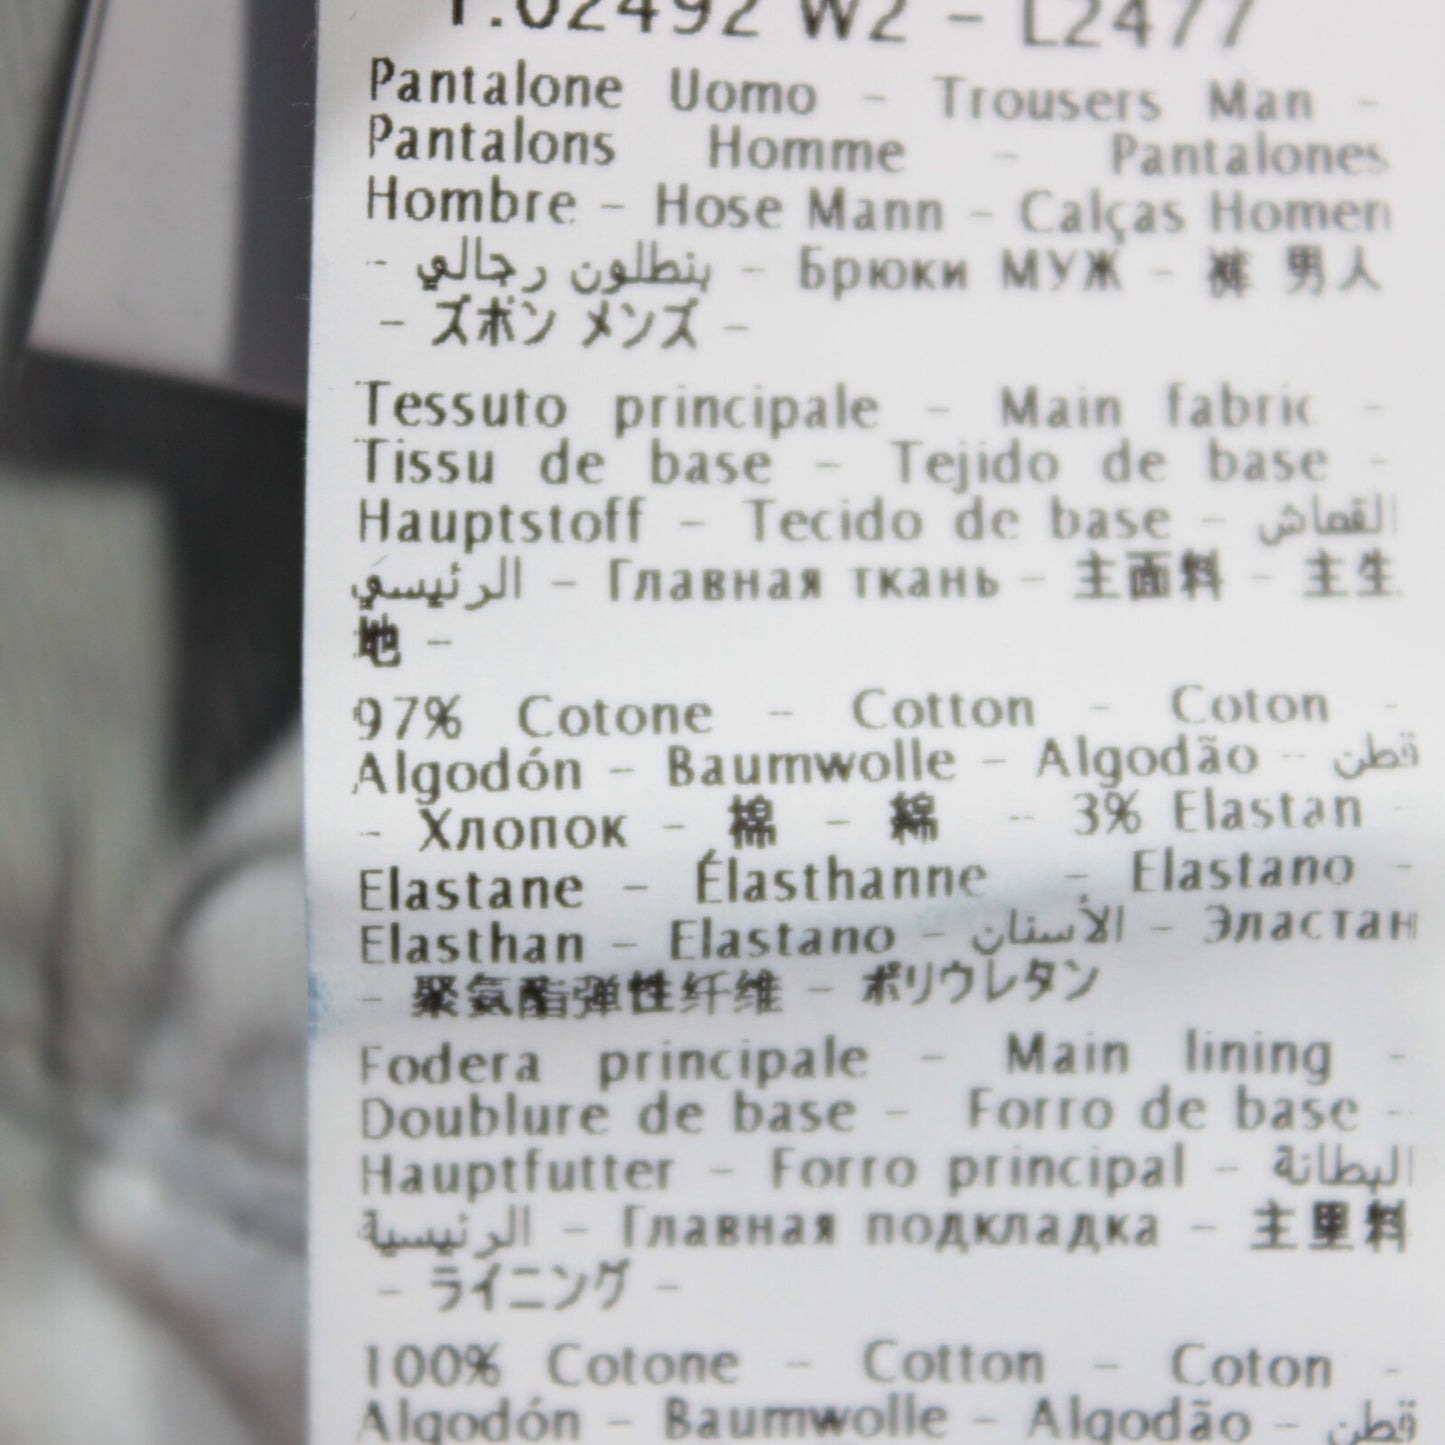 1.02492 W2 - L2477
Pantalone Uomo - Trousers Man -
Pantalons Homme - Pantalones
Hombre - Hose Mann - Calças Homen
- بنطلون رجالي - Брюки МУЖ - 裤 男人
- ズボン メンズ -
Tessuto principale - Main fabric -
Tissu de base - Tejido de base -
Hauptstoff - Tecido de base - القماش
الرئيسي - Главная ткань - 主面料 - 主生
地 -
97% Cotone - Cotton - Coton -
Algodón - Baumwolle - Algodão - قطن
- Хлопок - 棉 - 綿 - 3% Elastan -
Elastane - Élasthanne - Elastano -
Elasthan - Elastano - الأسنان - Эластан
- 聚氨酯弹性纤维 - ポリウレタン
Fodera principale - Main lining -
Doublure de base - Forro de base -
Hauptfutter - Forro principal - البطانة
الرئيسية - Главная подкладка - 主里料
- ライニング -
100% Cotone - Cotton - Coton -
Algodón - Baumwolle - Algodão - قطن